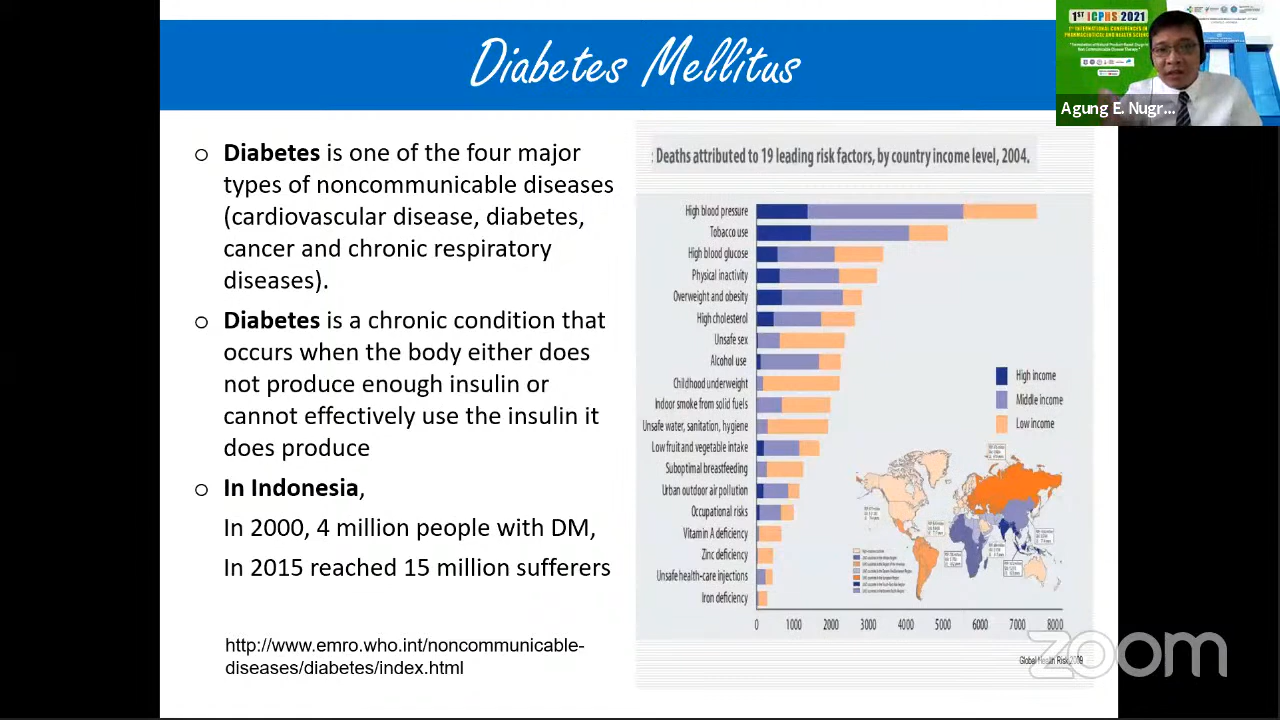 Diabetes Mellitus
1ST ICPHS 2021
Agung E. Nugr...
○ Diabetes is one of the four major
types of noncommunicable diseases
(cardiovascular disease, diabetes,
cancer and chronic respiratory
diseases).
○ Diabetes is a chronic condition that
occurs when the body either does
not produce enough insulin or
cannot effectively use the insulin it
does produce
○ In Indonesia,
In 2000, 4 million people with DM,
In 2015 reached 15 million sufferers
http://www.emro.who.int/noncommunicable-
diseases/diabetes/index.html
: Deaths attributed to 19 leading risk factors, by country income level, 2004.
High blood pressure
Tobacco use
High blood glucose
Physical inactivity
Overweight and obesity
High cholesterol
Unsafe sex
Alcohol use
Childhood underweight
Indoor smoke from solid fuels
Unsafe water, sanitation, hygiene
Low fruit and vegetable intake
Suboptimal breastfeeding
Urban outdoor air pollution
Occupational risks
Vitamin A deficiency
Zinc deficiency
Unsafe health-care injections
Iron deficiency
High income
Middle income
Low income
0 1000 2000 3000 4000 5000 6000 7000 8000
Global Health Risk 2009
zoom